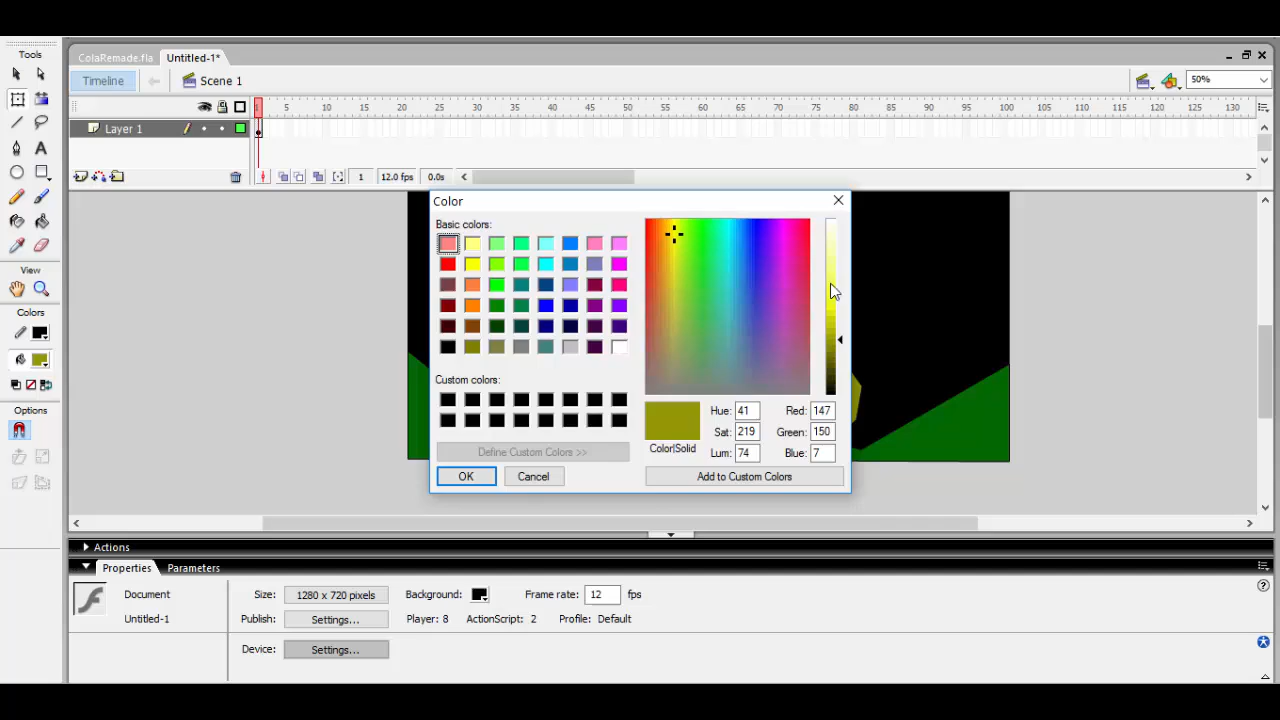 Tools
ColaRemade.fla Untitled-1*
Timeline Scene 1 50%
1 5 10 15 20 25 30 35 40 45 50 55 60 65 70 75 80 85 90 95 100 105 110 115 120 125 130 135
Layer 1
1 12.0 fps 0.0s
View
Colors
Options
Color
Basic colors:
Custom colors:
Define Custom Colors >>
OK Cancel
Color|Solid
Hue: 41 Red: 147
Sat: 219 Green: 150
Lum: 74 Blue: 7
Add to Custom Colors
Actions
Properties Parameters
Document Size: 1280 x 720 pixels Background: Frame rate: 12 fps
Untitled-1 Publish: Settings... Player: 8 ActionScript: 2 Profile: Default
Device: Settings...